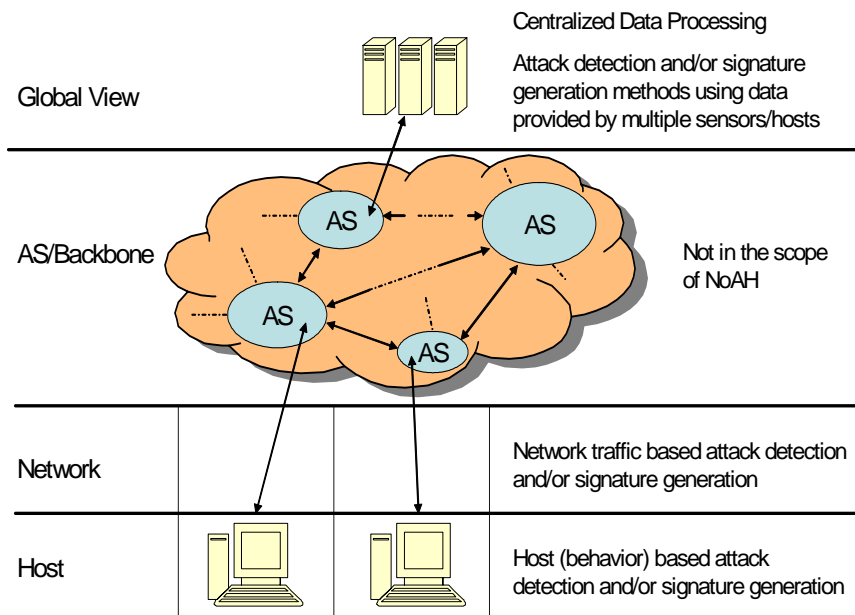 Centralized Data Processing
Global View
Attack detection and/or signature
generation methods using data
provided by multiple sensors/hosts
AS/Backbone
AS
AS
AS
AS
Not in the scope
of NoAH
Network
Network traffic based attack detection
and/or signature generation
Host
Host (behavior) based attack
detection and/or signature generation